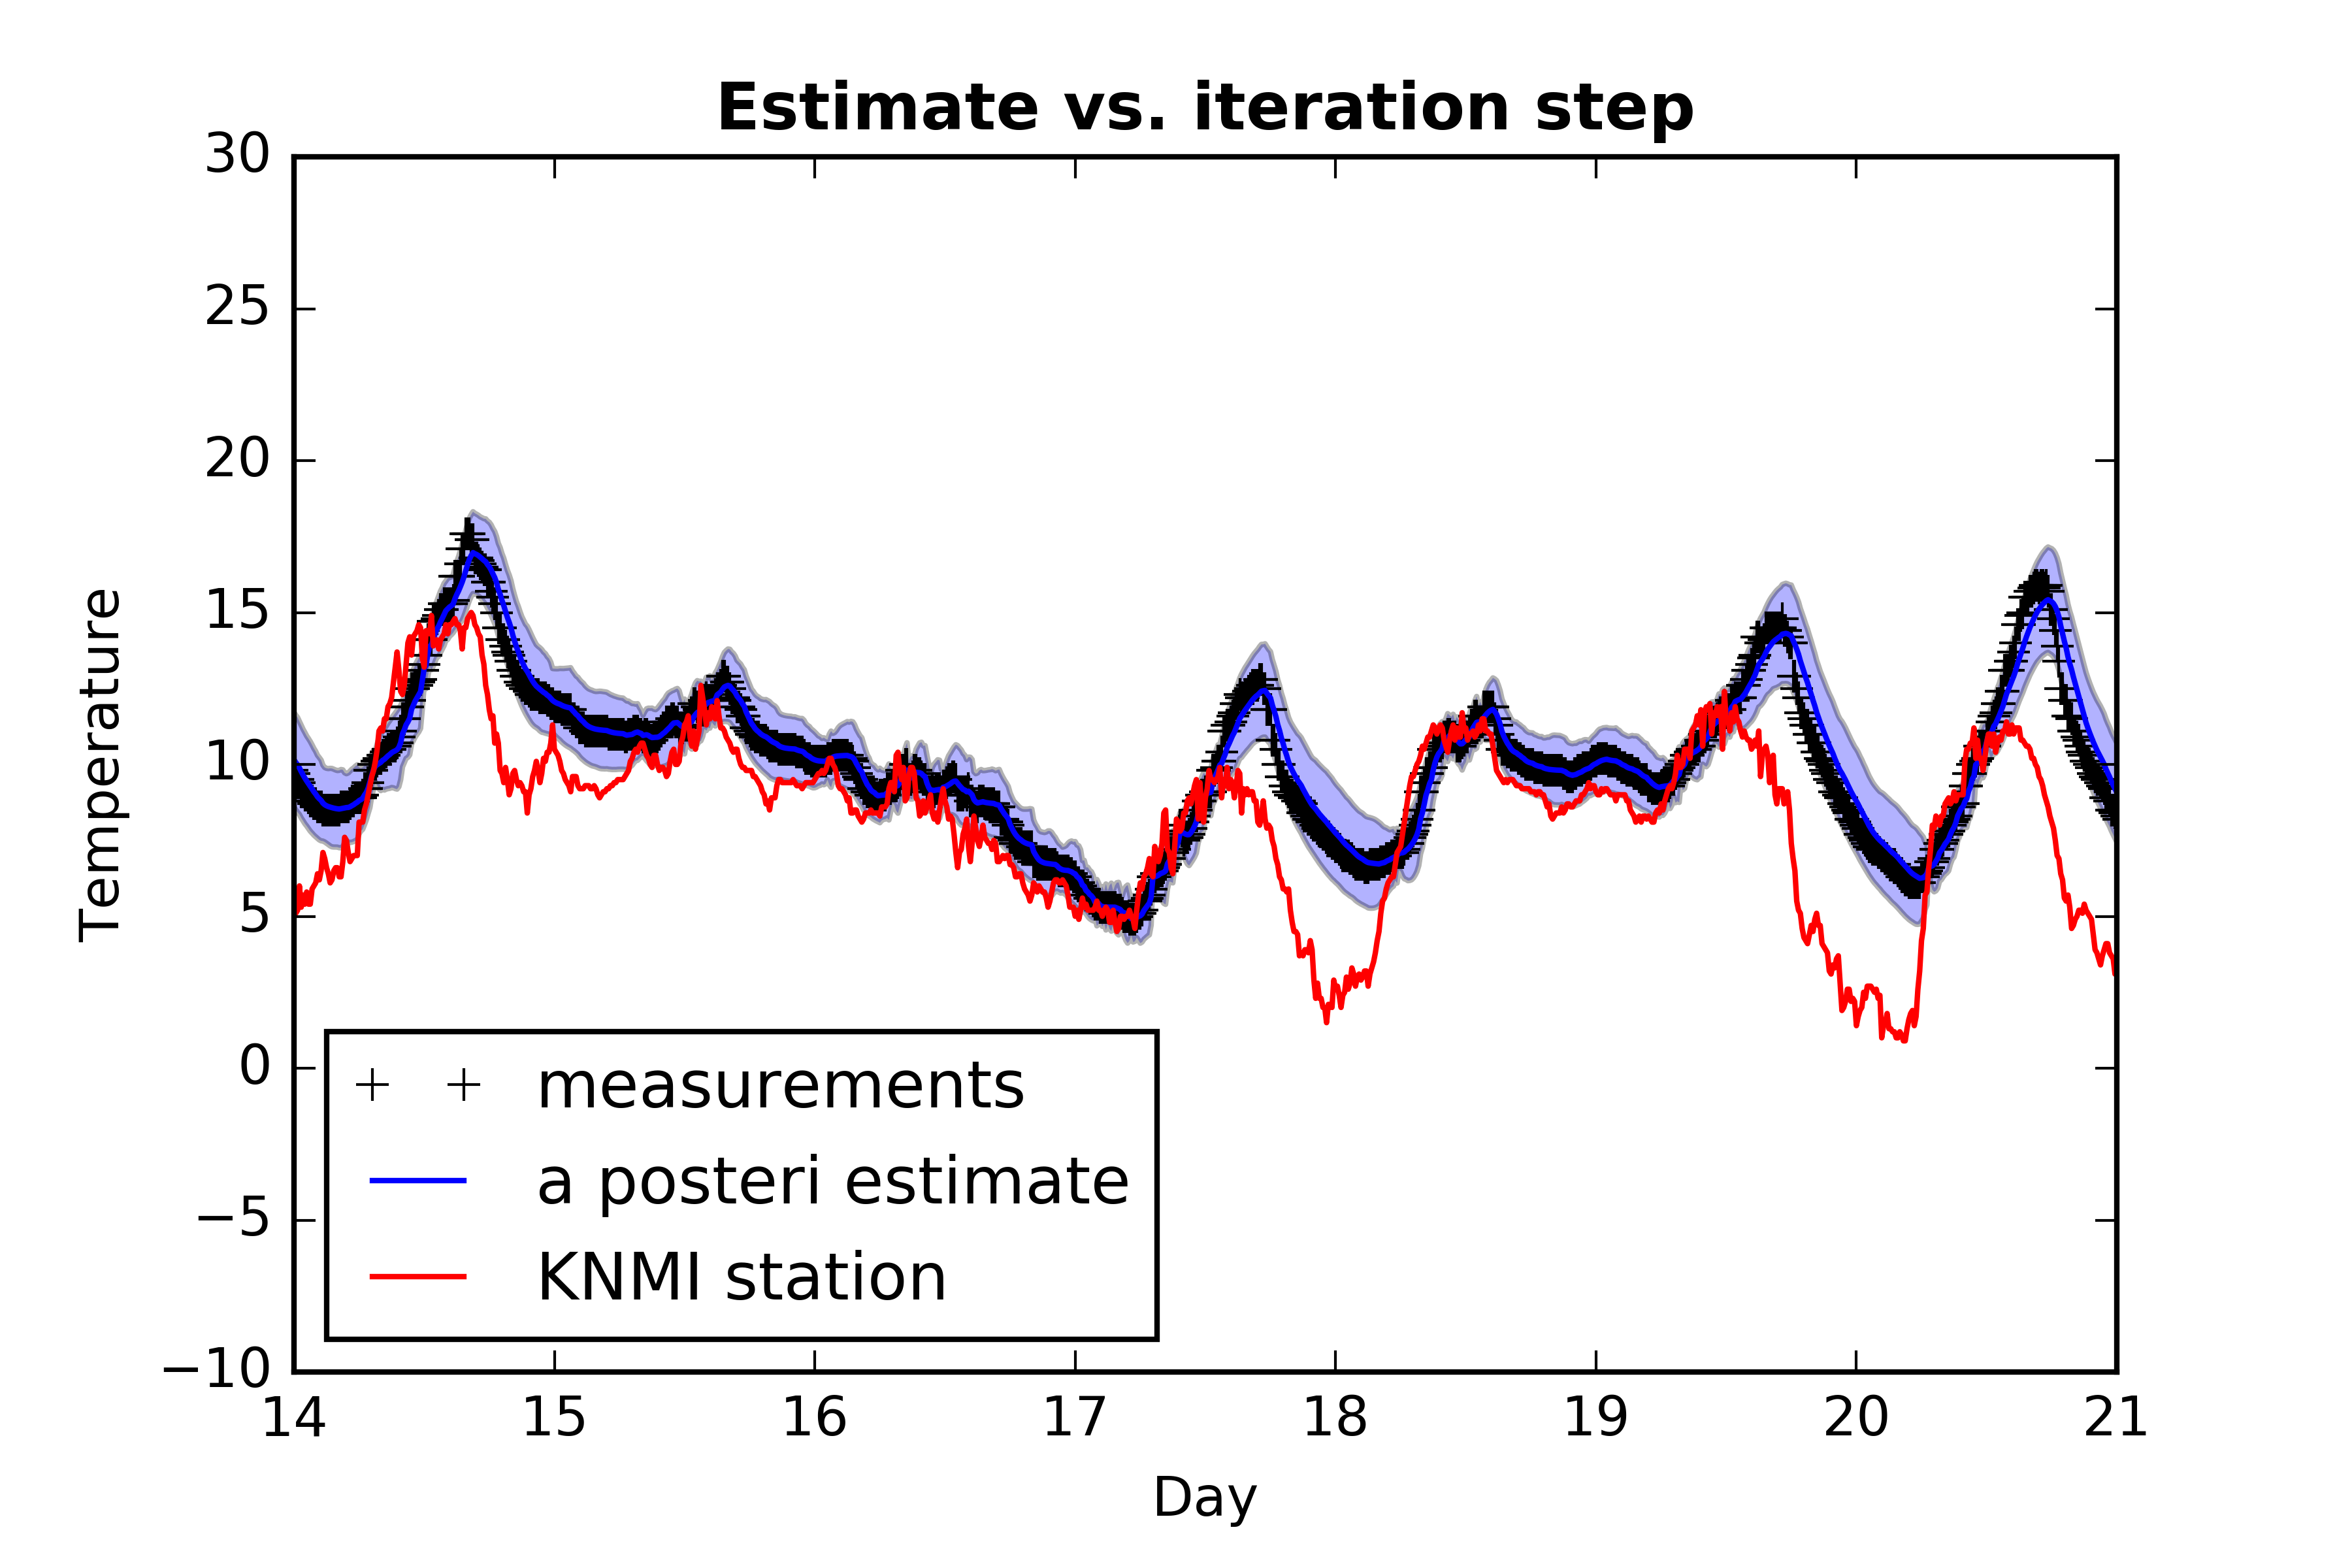 Estimate vs. iteration step
30
25
20
15
10
5
0
−5
−10
Temperature
measurements
a posteri estimate
KNMI station
14 15 16 17 18 19 20 21
Day